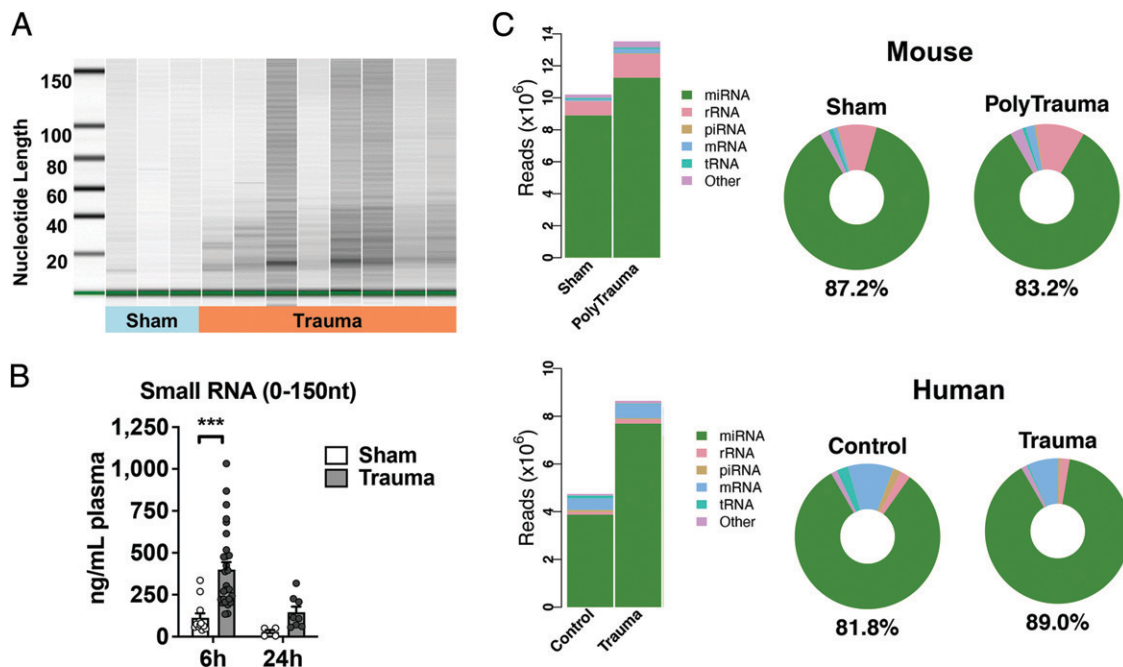 A
Nucleotide Length
150
100
80
60
40
20
Sham
Trauma
B
Small RNA (0-150nt)
ng/mL plasma
1,250
1,000
750
500
250
0
***
Sham
Trauma
6h
24h
C
Reads (x10⁶)
14
12
10
8
6
4
2
0
Sham
PolyTrauma
miRNA
rRNA
piRNA
mRNA
tRNA
Other
Mouse
Sham
PolyTrauma
87.2%
83.2%
Reads (x10⁶)
10
8
6
4
2
0
Control
Trauma
miRNA
rRNA
piRNA
mRNA
tRNA
Other
Human
Control
Trauma
81.8%
89.0%